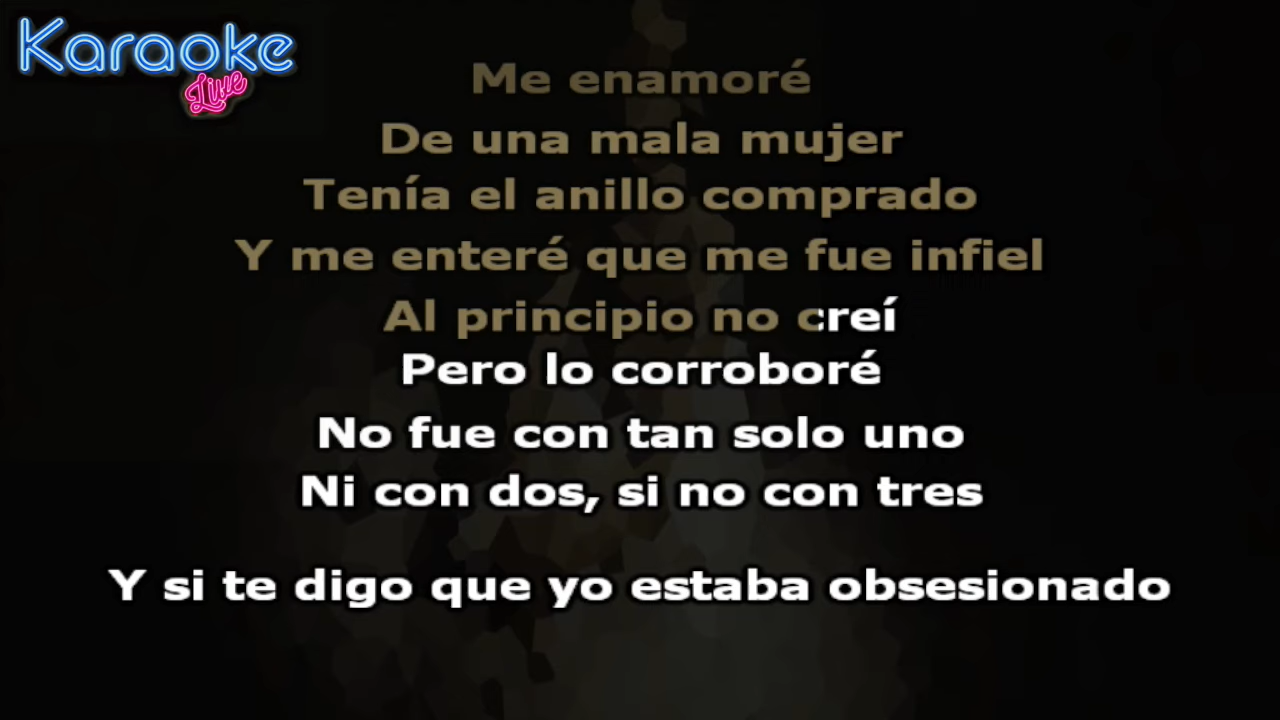 Karaoke
Live
Me enamoré
De una mala mujer
Tenía el anillo comprado
Y me enteré que me fue infiel
Al principio no creí
Pero lo corroboré
No fue con tan solo uno
Ni con dos, si no con tres
Y si te digo que yo estaba obsesionado